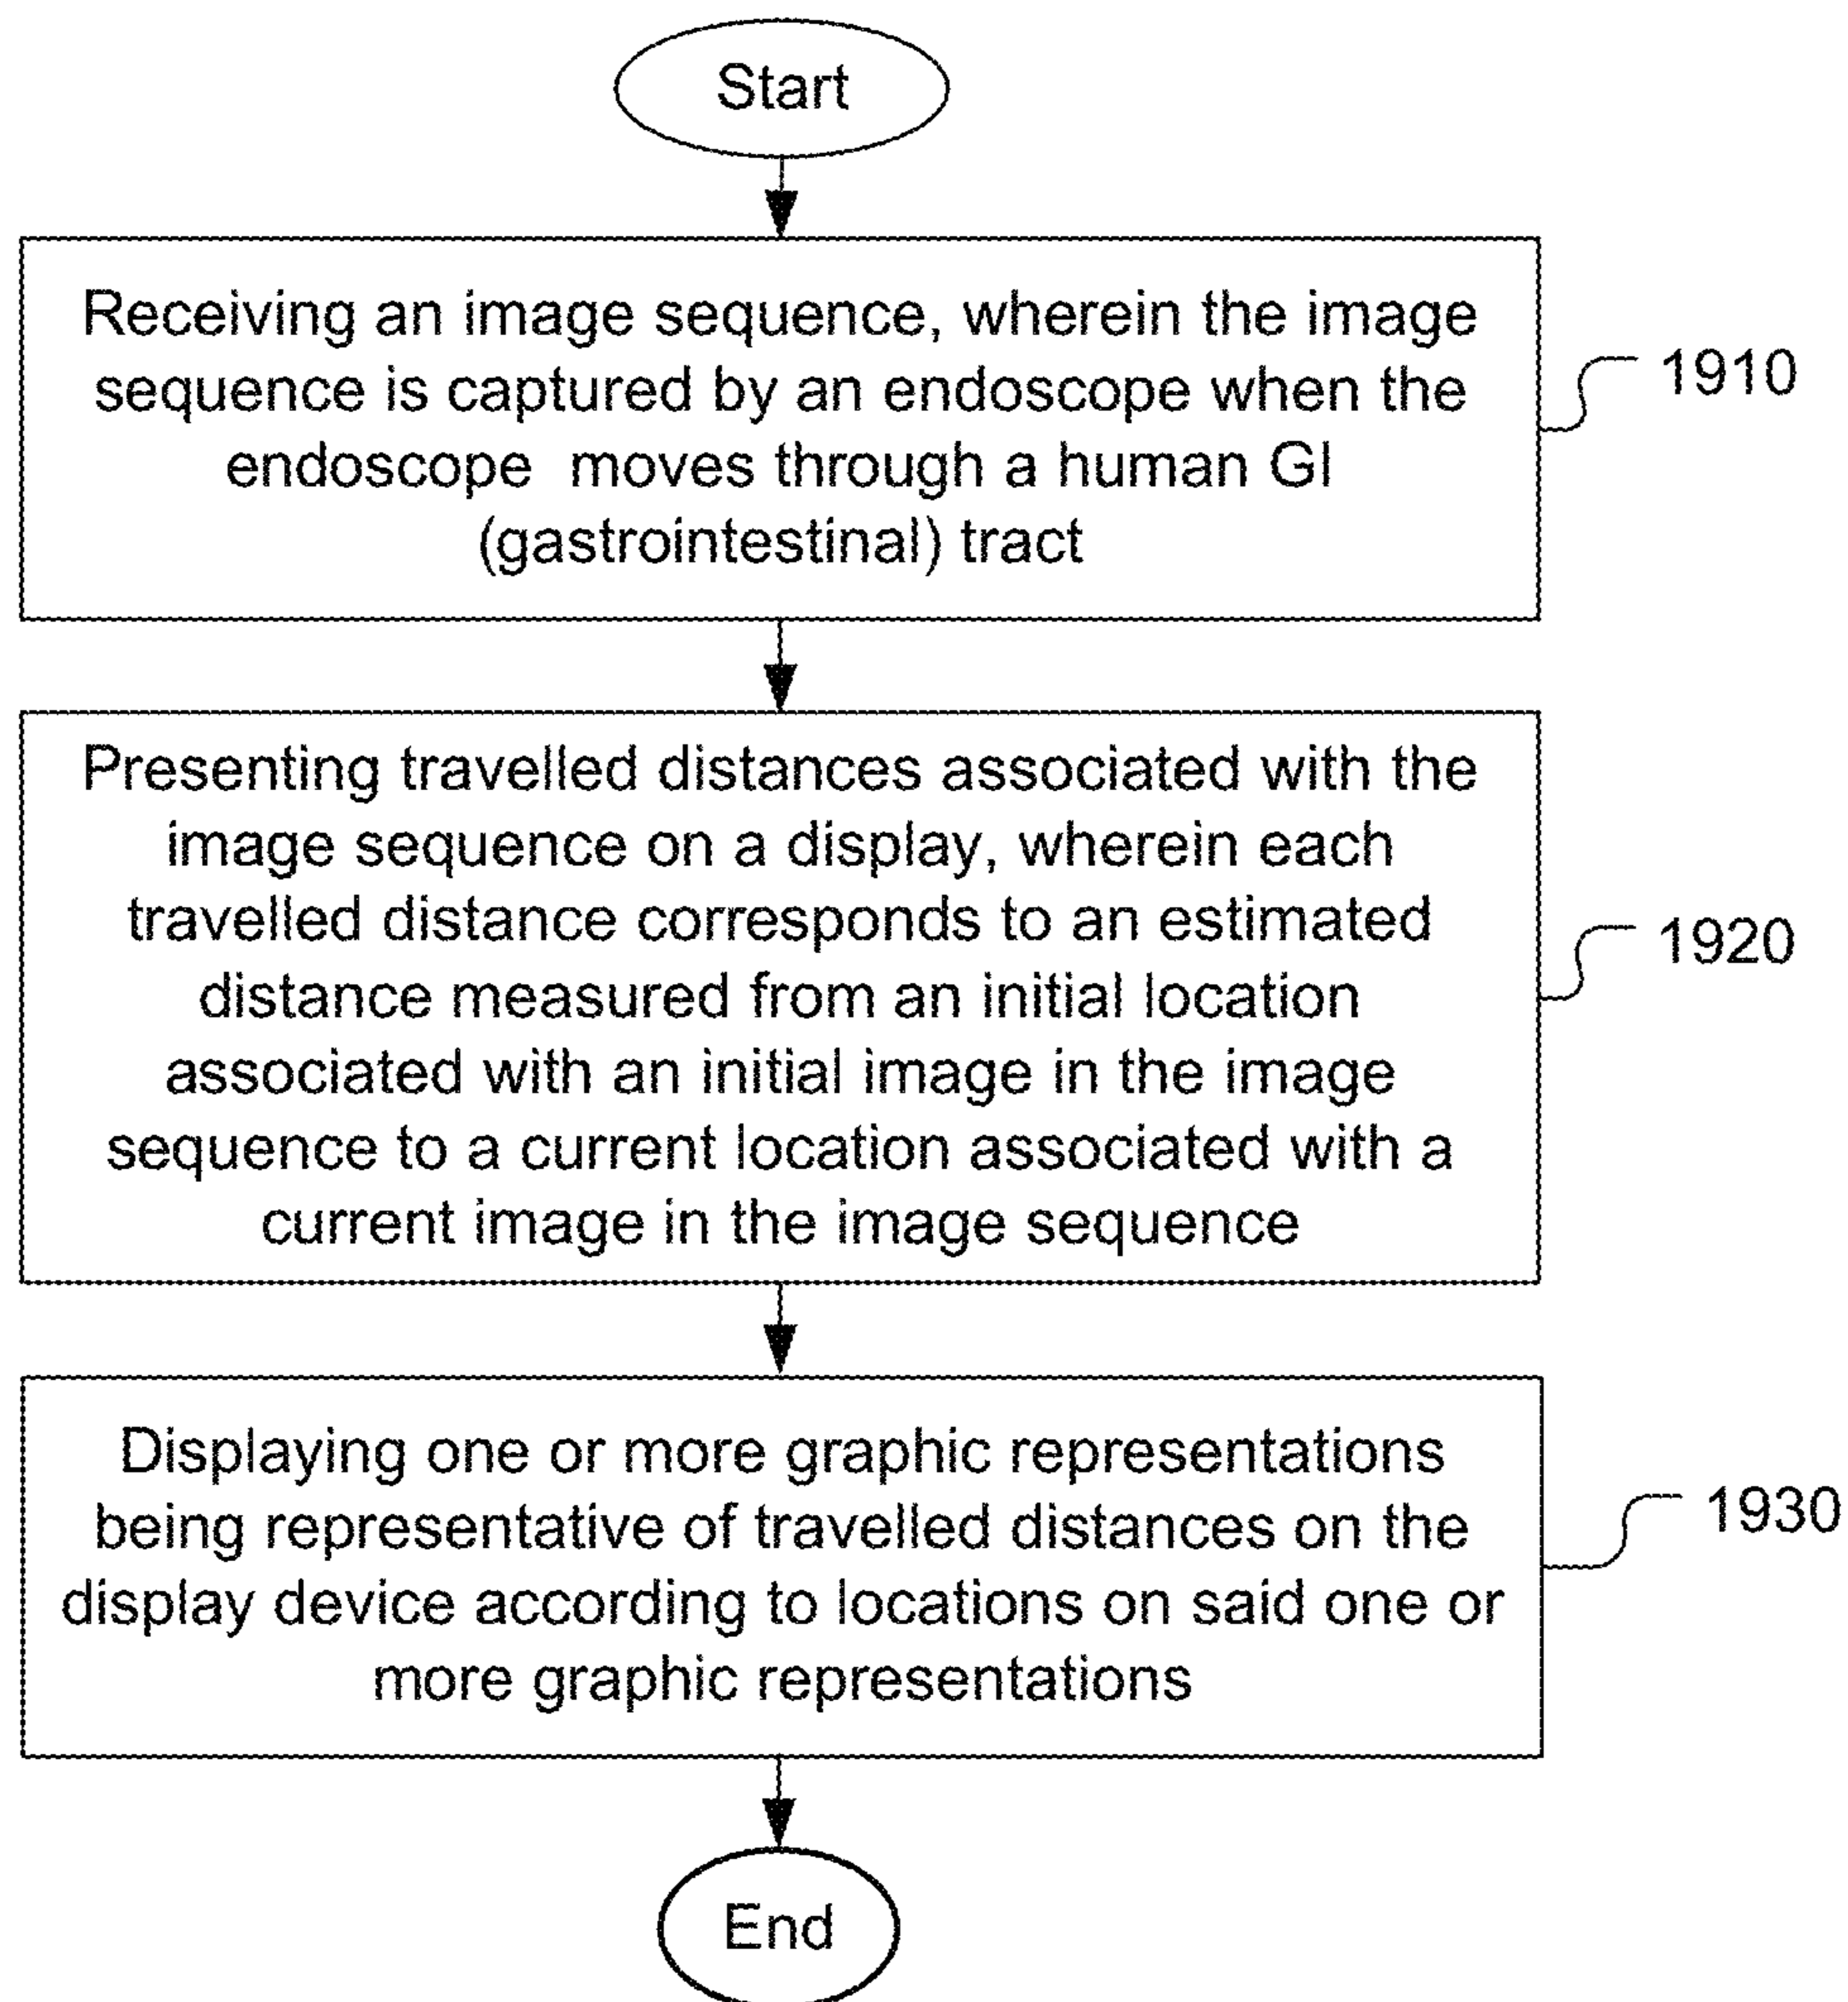 Start
Receiving an image sequence, wherein the image
sequence is captured by an endoscope when the
endoscope moves through a human GI
(gastrointestinal) tract
1910
Presenting travelled distances associated with the
image sequence on a display, wherein each
travelled distance corresponds to an estimated
distance measured from an initial location
associated with an initial image in the image
sequence to a current location associated with a
current image in the image sequence
1920
Displaying one or more graphic representations
being representative of travelled distances on the
display device according to locations on said one or
more graphic representations
1930
End